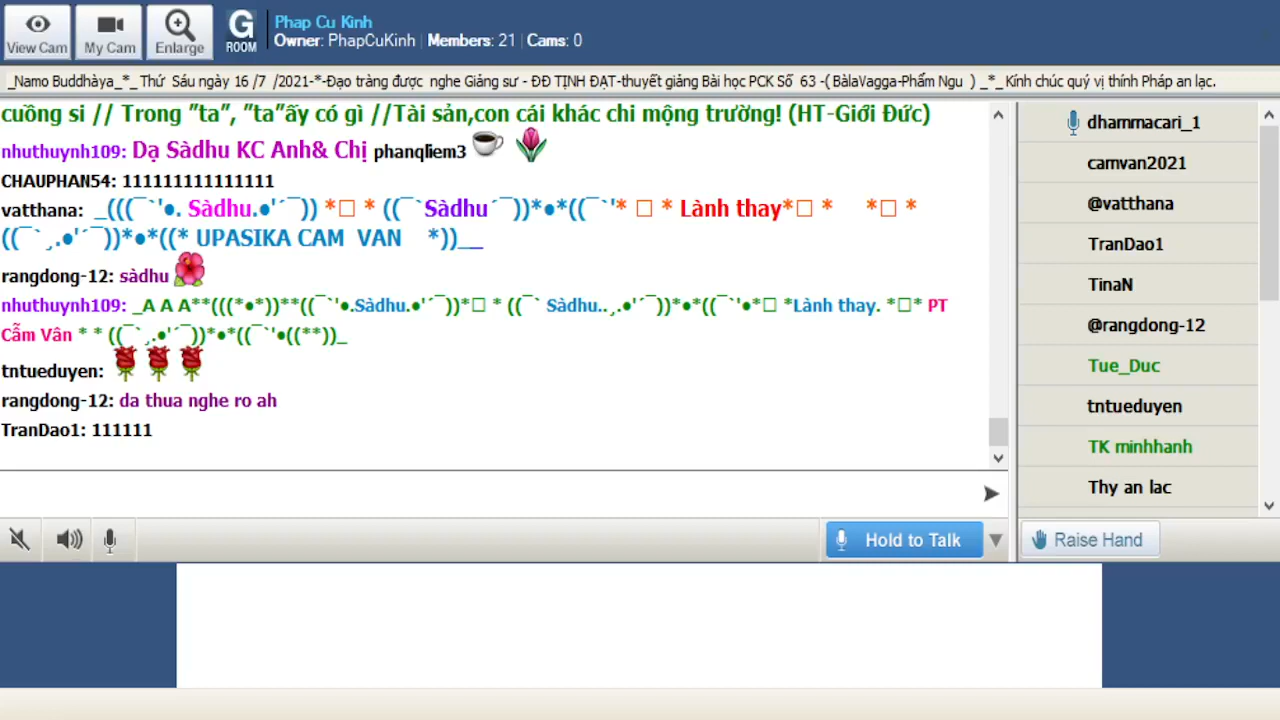 View Cam
My Cam
Enlarge
G
ROOM
Phap Cu Kinh
Owner: PhapCuKinh | Members: 21 | Cams: 0
_Namo Buddhàya_*_ Thứ Sáu ngày 16 /7 /2021-*-Đạo tràng được nghe Giảng sư - ĐĐ TỊNH ĐẠT-thuyết giảng Bài học PCK Số 63 -( BàlaVagga-Phẩm Ngu ) _*_ Kính chúc quý vị thính Pháp an lạc.
cuồng si // Trong ”ta”, ”ta”ấy có gì //Tài sản,con cái khác chi mộng trường! (HT-Giới Đức)
nhuthuynh109: Dạ Sàdhu KC Anh& Chị phanqliem3
CHAUPHAN54: 111111111111111
vatthana: _(((¯`'●. Sàdhu.●'´¯)) *□ * ((¯`Sàdhu´¯))*●*((¯`'* □ * Lành thay*□ * *□ *
((¯`¸.●'´¯))*●*((* UPASIKA CAM VAN *))__
rangdong-12: sàdhu
nhuthuynh109: _A A A**(((*●*))**((¯`'●.Sàdhu.●'´¯))*□ * ((¯` Sàdhu..¸.●'´¯))*●*((¯`'●*□ *Lành thay. *□* PT
Cẫm Vân * * ((¯`¸.●'´¯))*●*((¯`'●((**))_
tntueduyen:
rangdong-12: da thua nghe ro ah
TranDao1: 111111
Hold to Talk
dhammacari_1
camvan2021
@vatthana
TranDao1
TinaN
@rangdong-12
Tue_Duc
tntueduyen
TK minhhanh
Thy an lac
Raise Hand